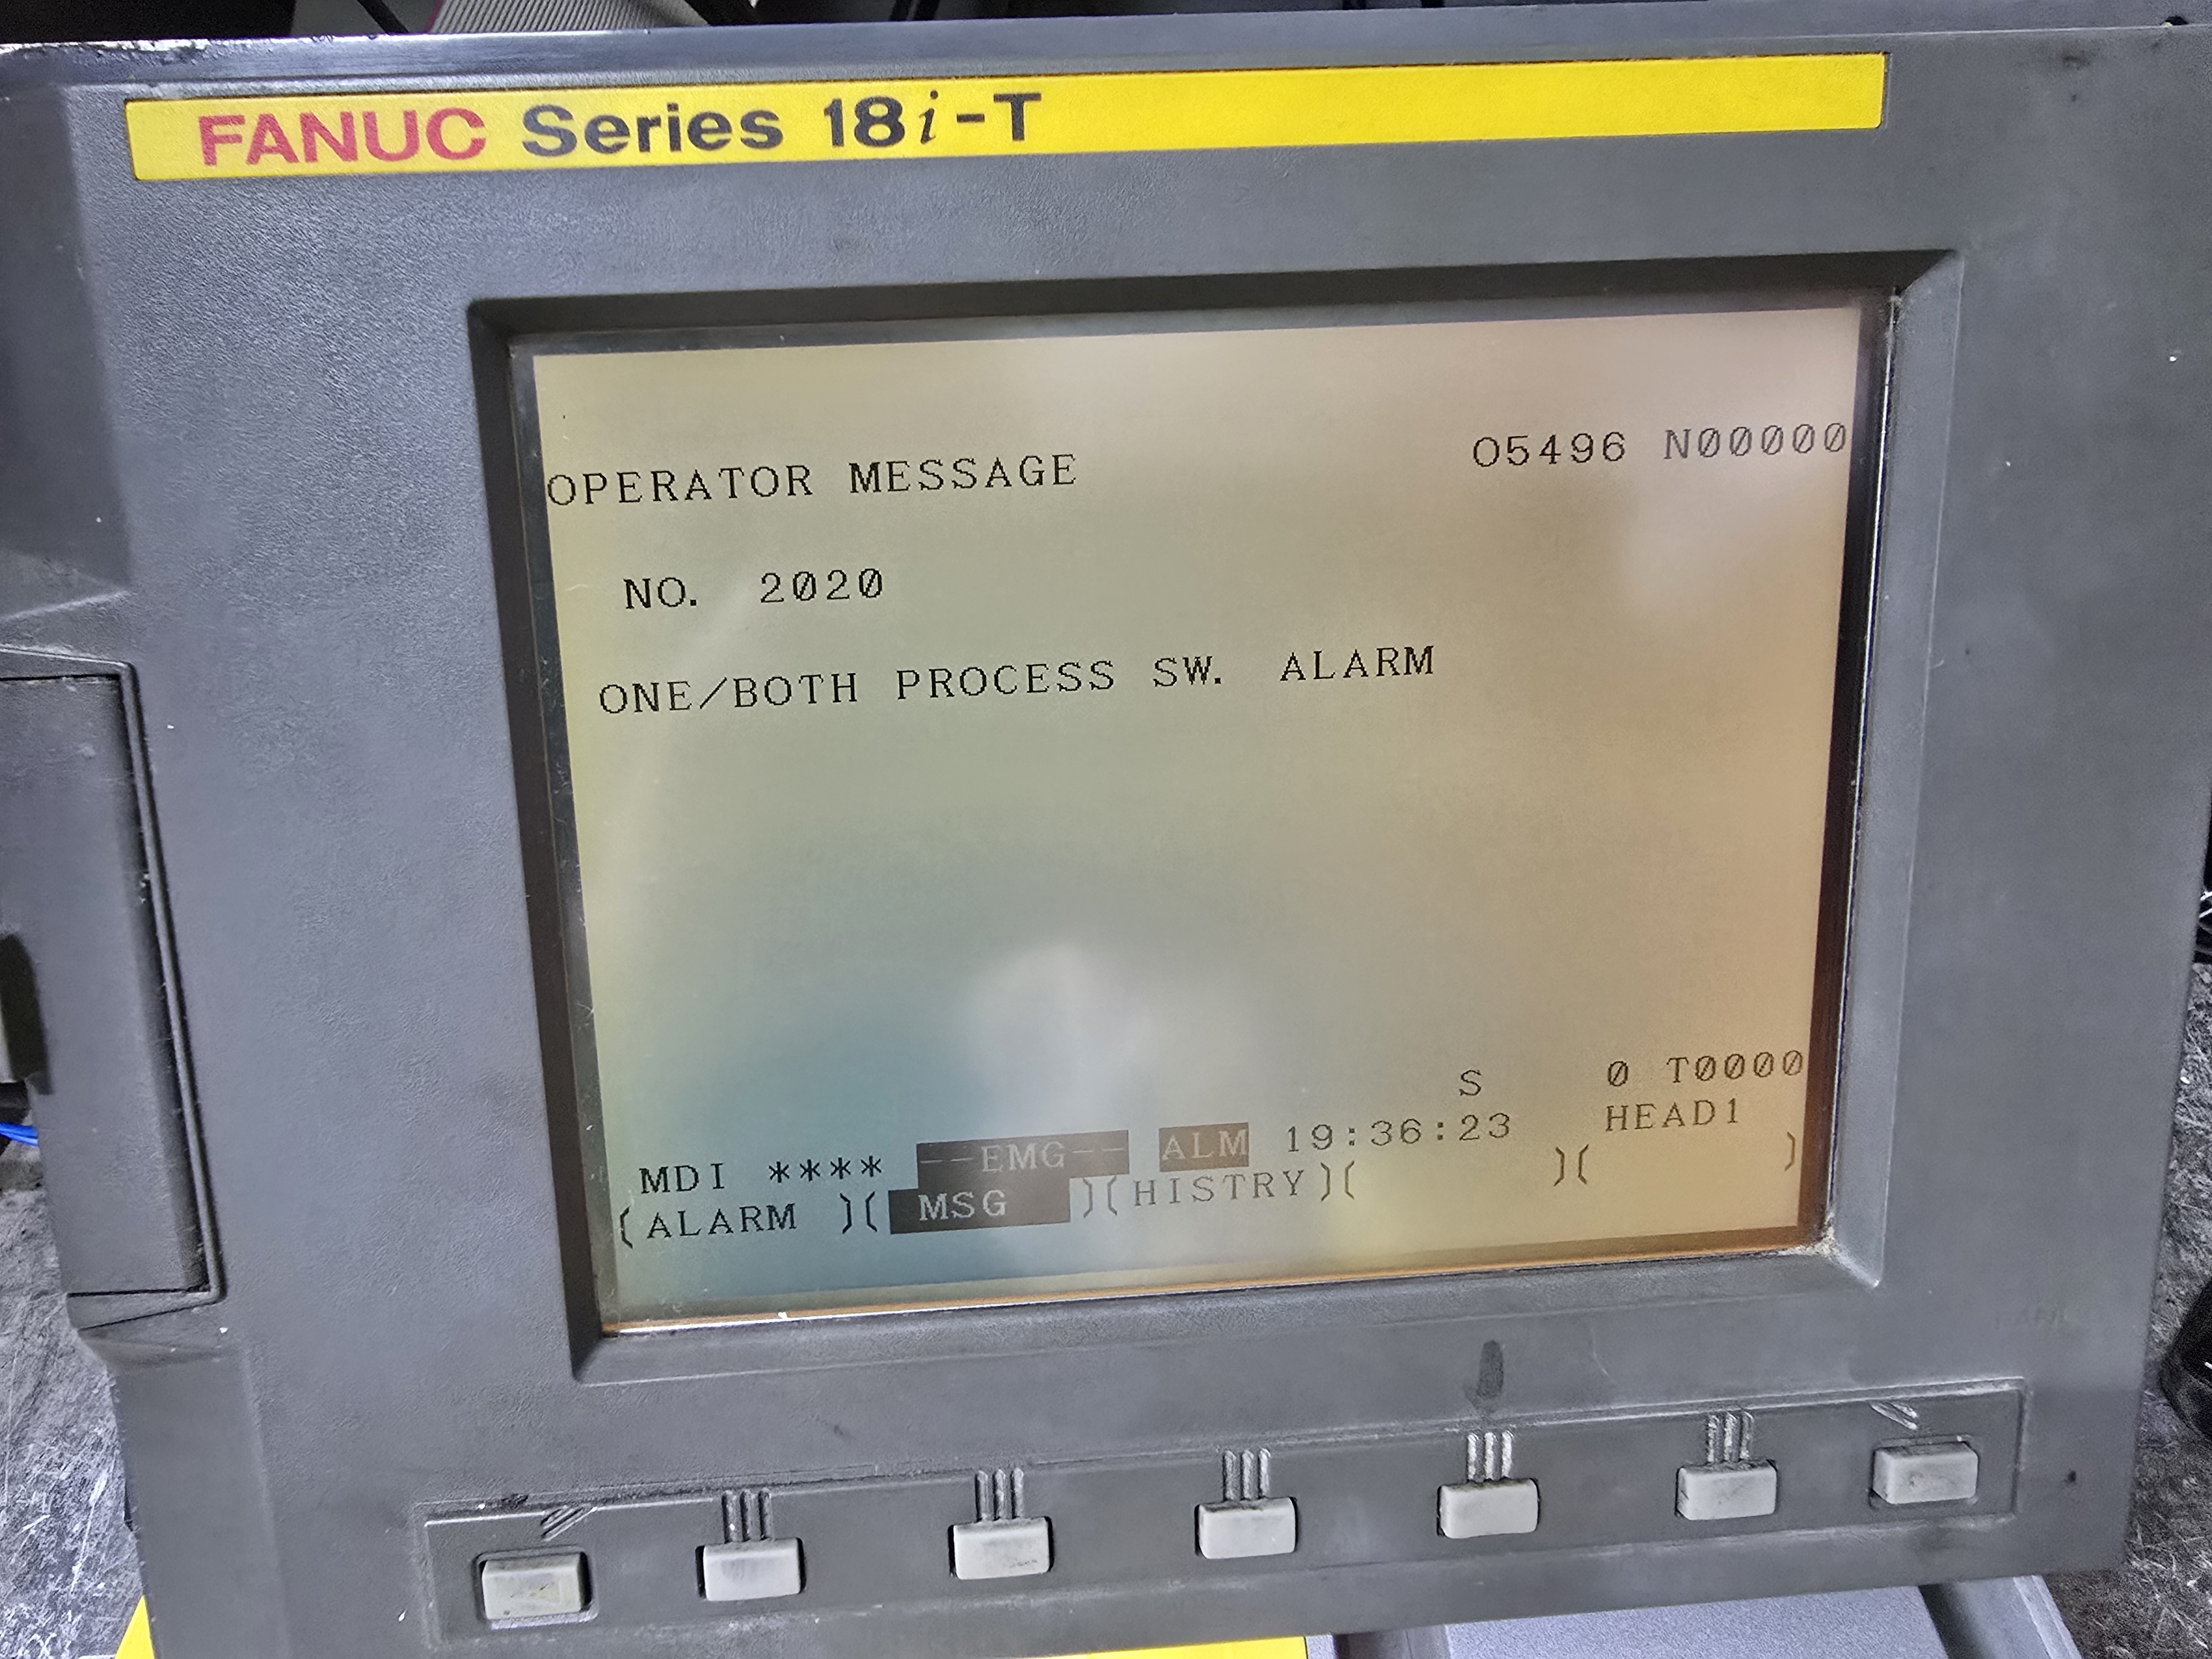 FANUC Series 18i-T
OPERATOR MESSAGE O5496 N00000
NO. 2020
ONE/BOTH PROCESS SW. ALARM
S 0 T0000
MDI **** --EMG-- ALM 19:36:23 HEAD1
(ALARM )( MSG )(HISTRY)( )( )